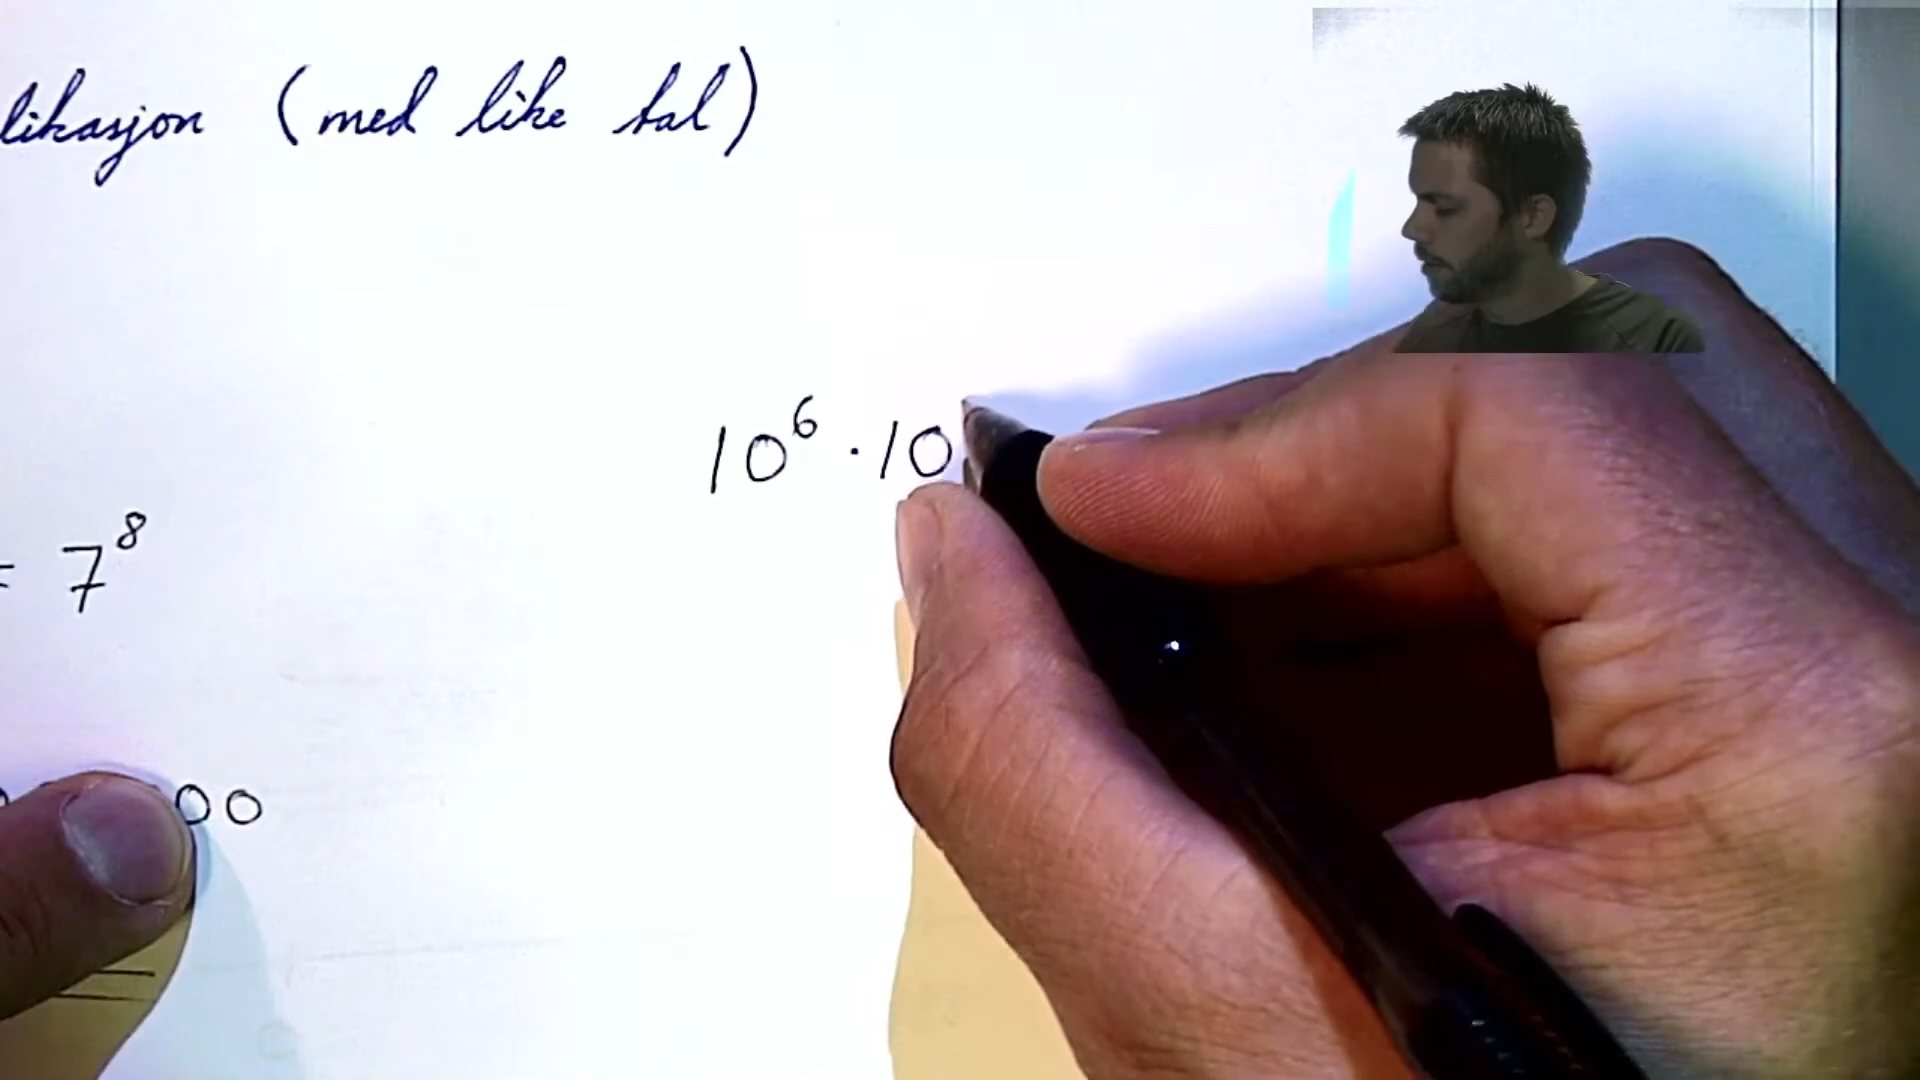 likasjon (med like tal)
10⁶ · 10
= 7⁸
00